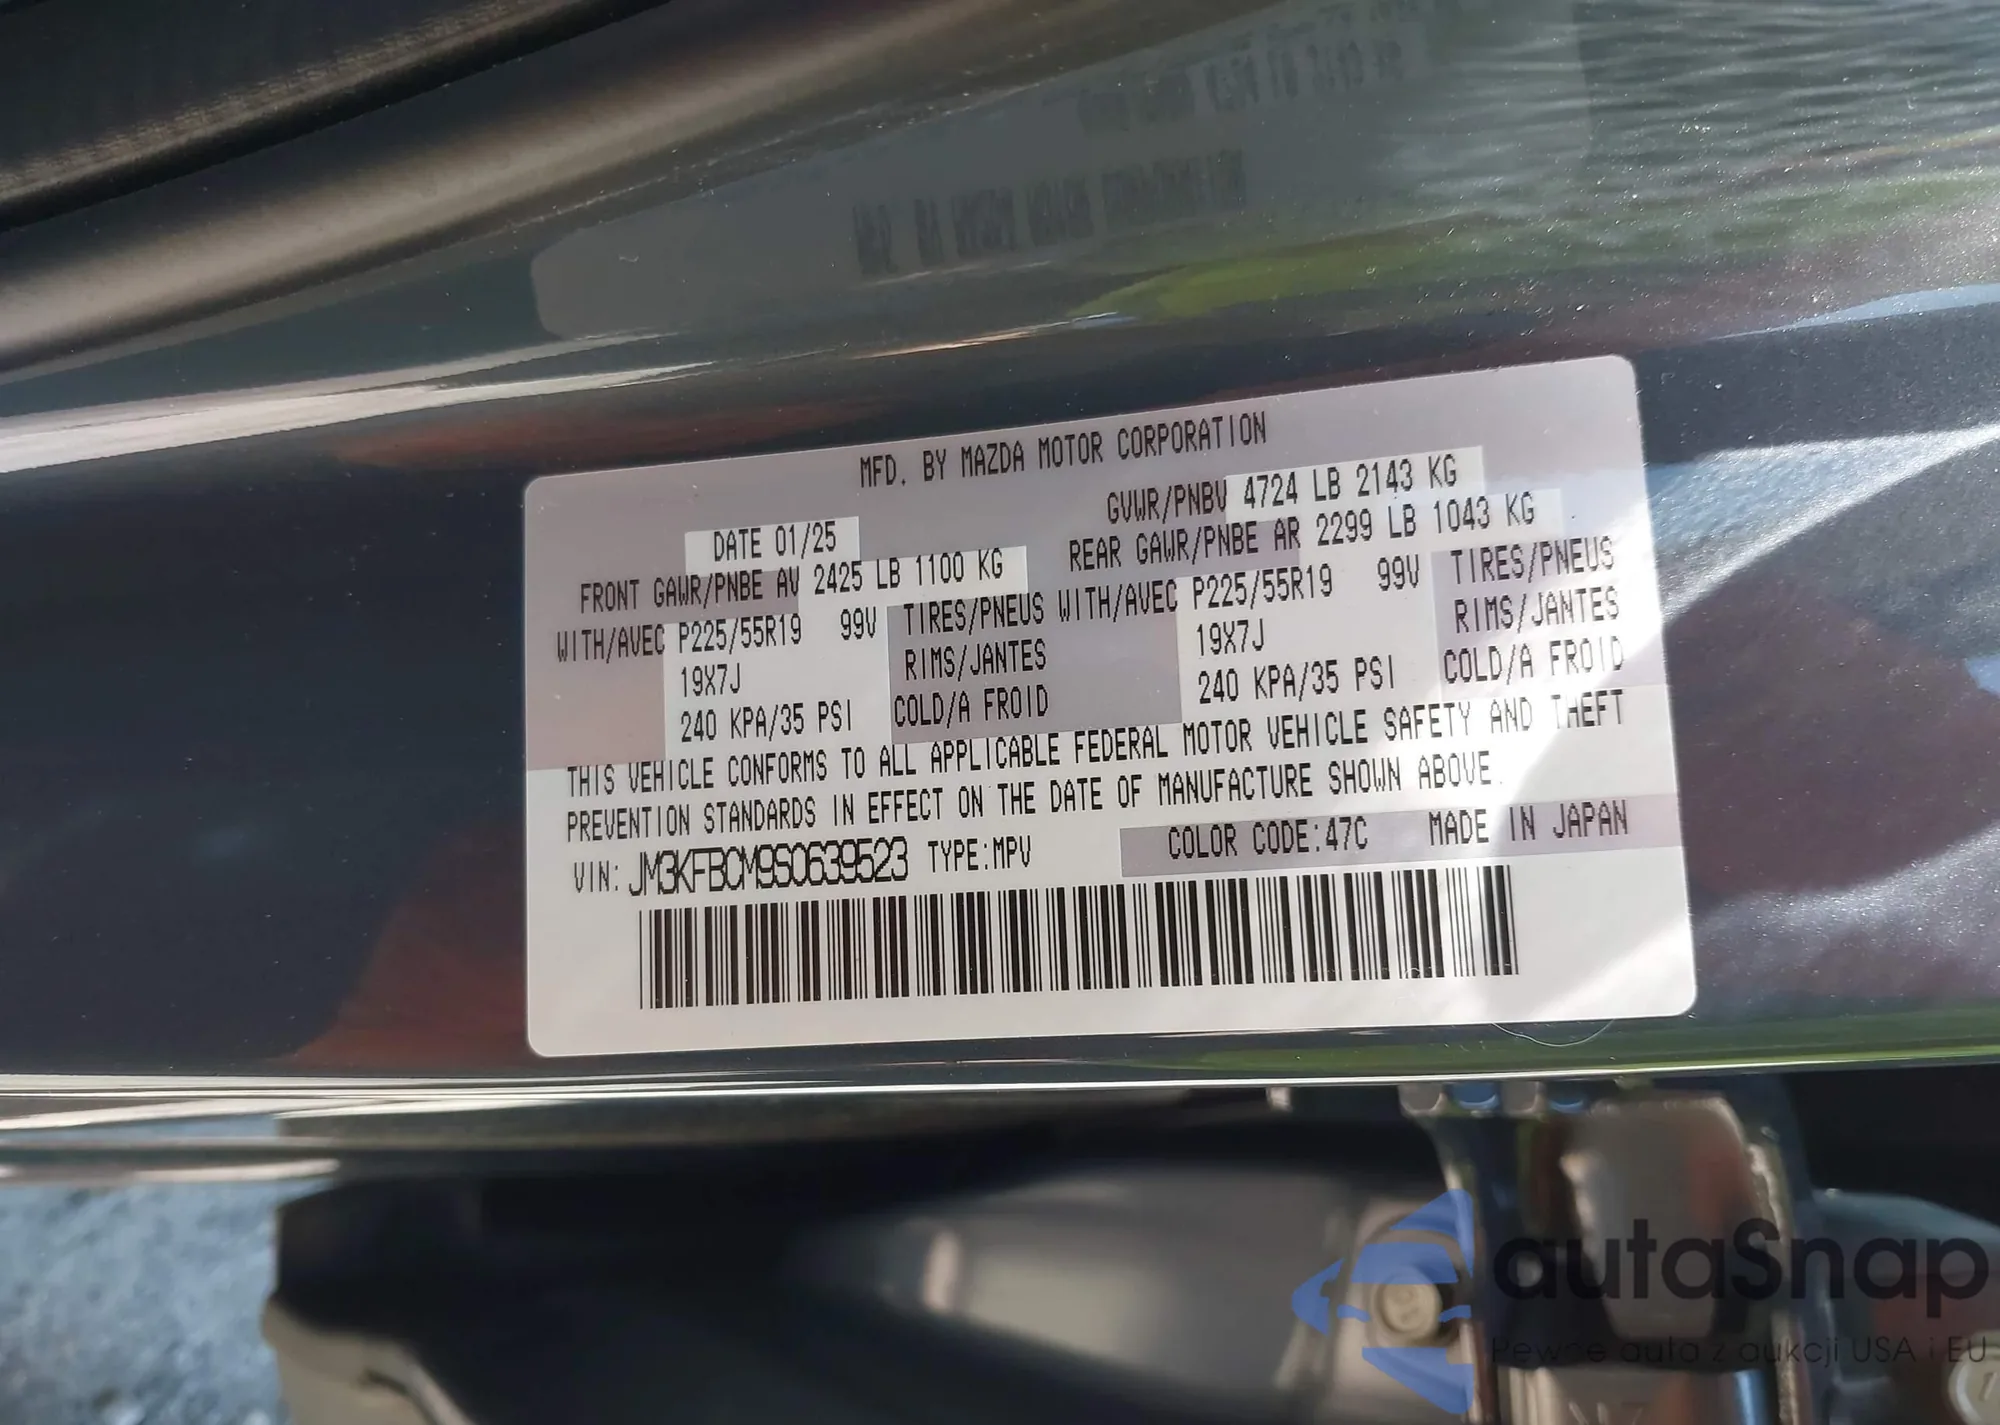 MFD. BY MAZDA MOTOR CORPORATION
DATE 01/25 GVWR/PNBV 4724 LB 2143 KG
FRONT GAWR/PNBE AV 2425 LB 1100 KG REAR GAWR/PNBE AR 2299 LB 1043 KG
WITH/AVEC P225/55R19 99V TIRES/PNEUS WITH/AVEC P225/55R19 99V TIRES/PNEUS
19X7J RIMS/JANTES 19X7J RIMS/JANTES
240 KPA/35 PSI COLD/A FROID 240 KPA/35 PSI COLD/A FROID
THIS VEHICLE CONFORMS TO ALL APPLICABLE FEDERAL MOTOR VEHICLE SAFETY AND THEFT
PREVENTION STANDARDS IN EFFECT ON THE DATE OF MANUFACTURE SHOWN ABOVE.
VIN: JM3KFBCM9S0639523 TYPE:MPV COLOR CODE:47C MADE IN JAPAN
autaSnap
Pewne auta z aukcji USA i EU